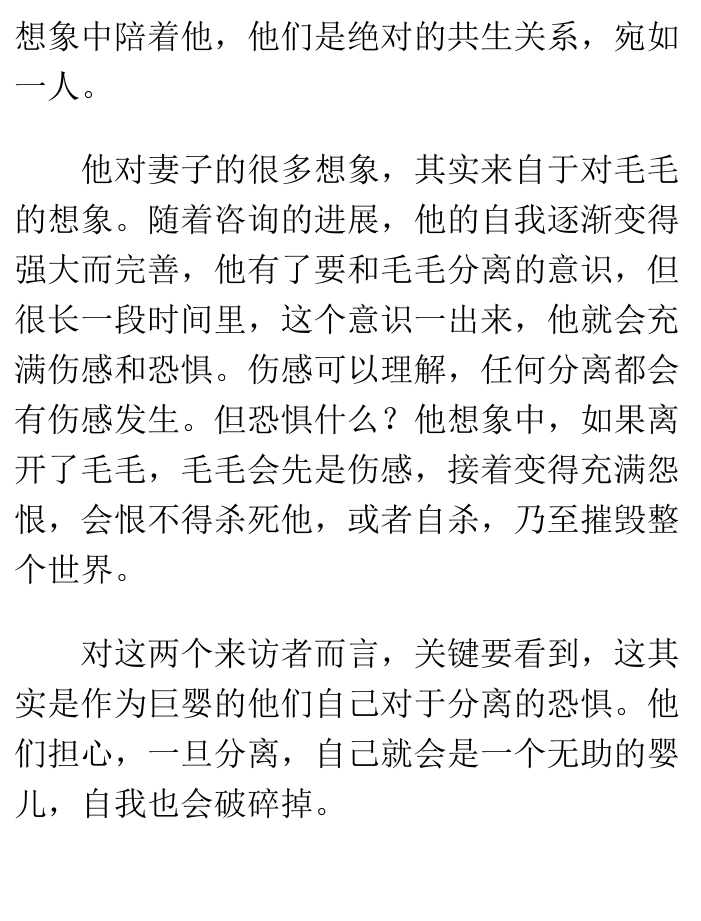 想象中陪着他，他们是绝对的共生关系，宛如
一人。
他对妻子的很多想象，其实来自于对毛毛
的想象。随着咨询的进展，他的自我逐渐变得
强大而完善，他有了要和毛毛分离的意识，但
很长一段时间里，这个意识一出来，他就会充
满伤感和恐惧。伤感可以理解，任何分离都会
有伤感发生。但恐惧什么？他想象中，如果离
开了毛毛，毛毛会先是伤感，接着变得充满怨
恨，会恨不得杀死他，或者自杀，乃至摧毁整
个世界。
对这两个来访者而言，关键要看到，这其
实是作为巨婴的他们自己对于分离的恐惧。他
们担心，一旦分离，自己就会是一个无助的婴
儿，自我也会破碎掉。